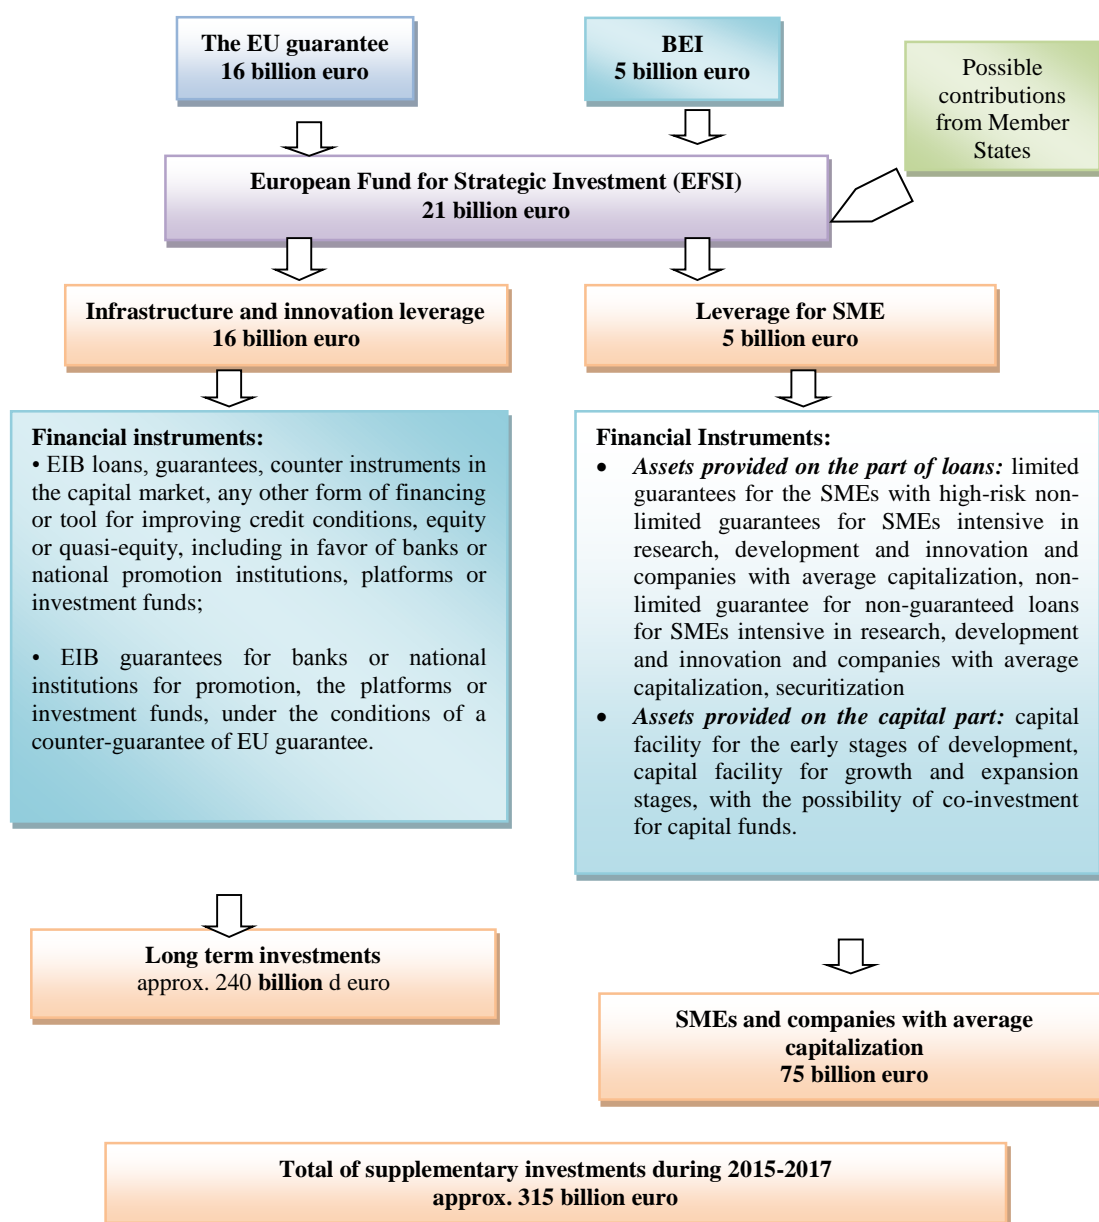 The EU guarantee
16 billion euro
BEI
5 billion euro
Possible
contributions
from Member
States
European Fund for Strategic Investment (EFSI)
21 billion euro
Infrastructure and innovation leverage
16 billion euro
Leverage for SME
5 billion euro
Financial instruments:
• EIB loans, guarantees, counter instruments in
the capital market, any other form of financing
or tool for improving credit conditions, equity
or quasi-equity, including in favor of banks or
national promotion institutions, platforms or
investment funds;
• EIB guarantees for banks or national
institutions for promotion, the platforms or
investment funds, under the conditions of a
counter-guarantee of EU guarantee.
Financial Instruments:
• Assets provided on the part of loans: limited
guarantees for the SMEs with high-risk non-
limited guarantees for SMEs intensive in
research, development and innovation and
companies with average capitalization, non-
limited guarantee for non-guaranteed loans
for SMEs intensive in research, development
and innovation and companies with average
capitalization, securitization
• Assets provided on the capital part: capital
facility for the early stages of development,
capital facility for growth and expansion
stages, with the possibility of co-investment
for capital funds.
Long term investments
approx. 240 billion d euro
SMEs and companies with average
capitalization
75 billion euro
Total of supplementary investments during 2015-2017
approx. 315 billion euro